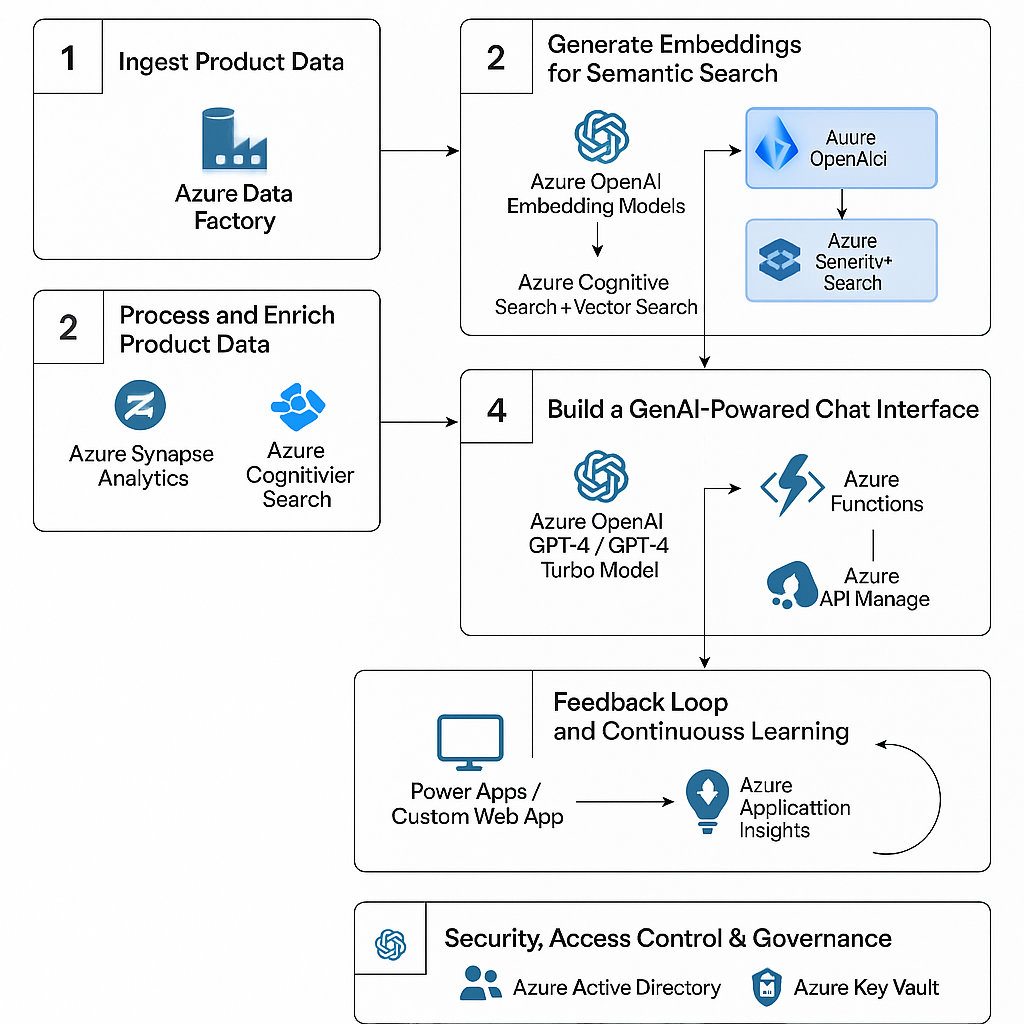 1
Ingest Product Data
Azure Data
Factory
2
Generate Embeddings
for Semantic Search
Azure OpenAI
Embedding Models
Azure Cognitive
Search + Vector Search
Auure
OpenAlci
Azure
Seneritv+
Search
2
Process and Enrich
Product Data
Azure Synapse
Analytics
Azure
Cognitivier
Search
4
Build a GenAI-Powared Chat Interface
Azure OpenAI
GPT-4 / GPT-4
Turbo Model
Azure
Functions
Azure
API Manage
Feedback Loop
and Continuouss Learning
Power Apps /
Custom Web App
Azure
Applicattion
Insights
Security, Access Control & Governance
Azure Active Directory
Azure Key Vault